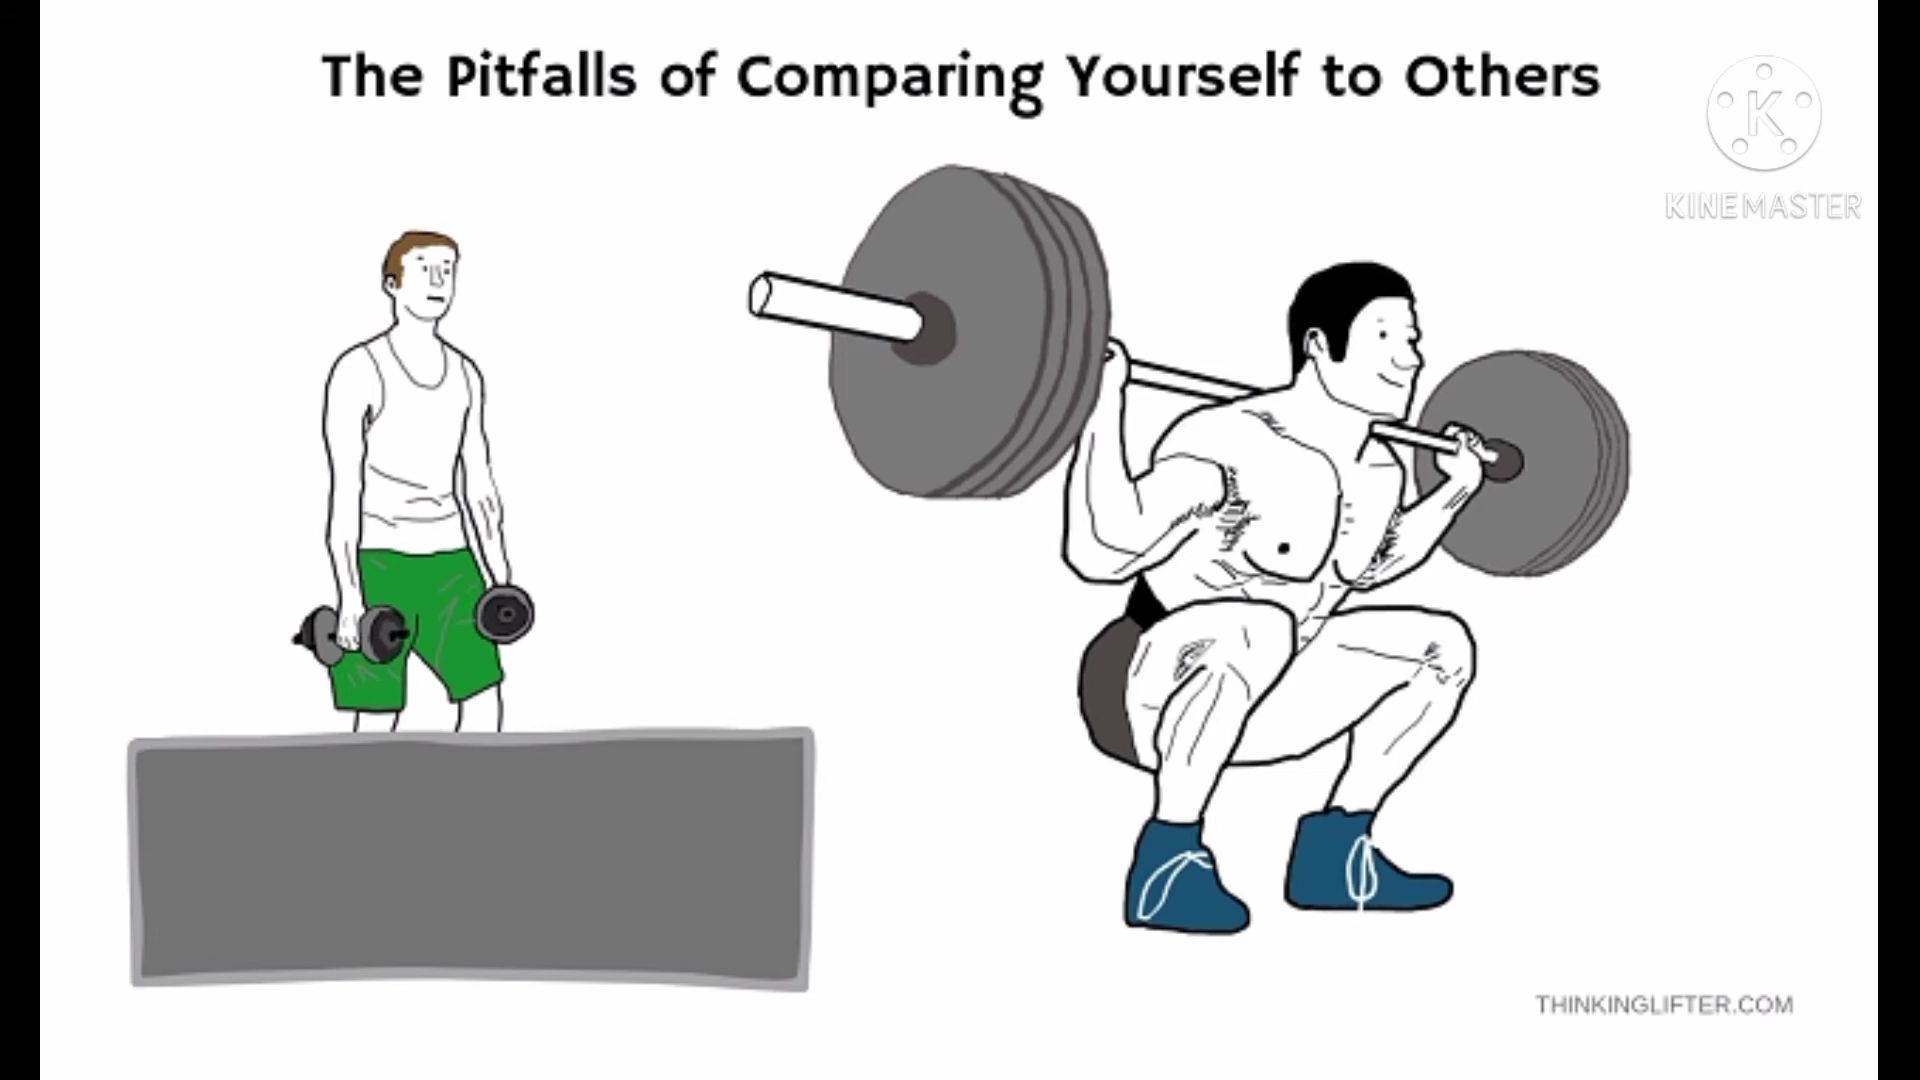 The Pitfalls of Comparing Yourself to Others
K
KINEMASTER
THINKINGLIFTER.COM